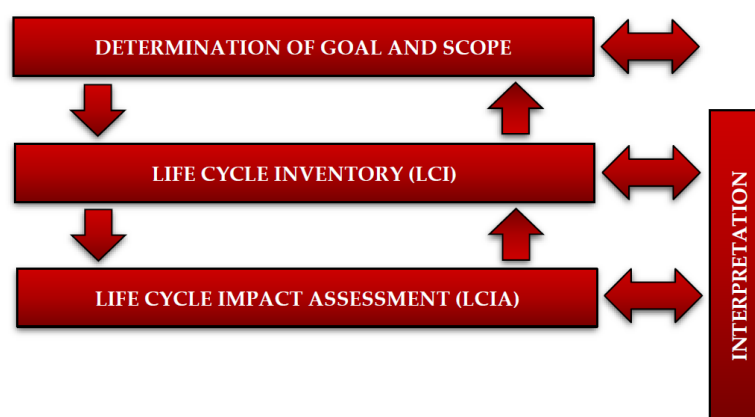 DETERMINATION OF GOAL AND SCOPE
LIFE CYCLE INVENTORY (LCI)
LIFE CYCLE IMPACT ASSESSMENT (LCIA)
INTERPRETATION